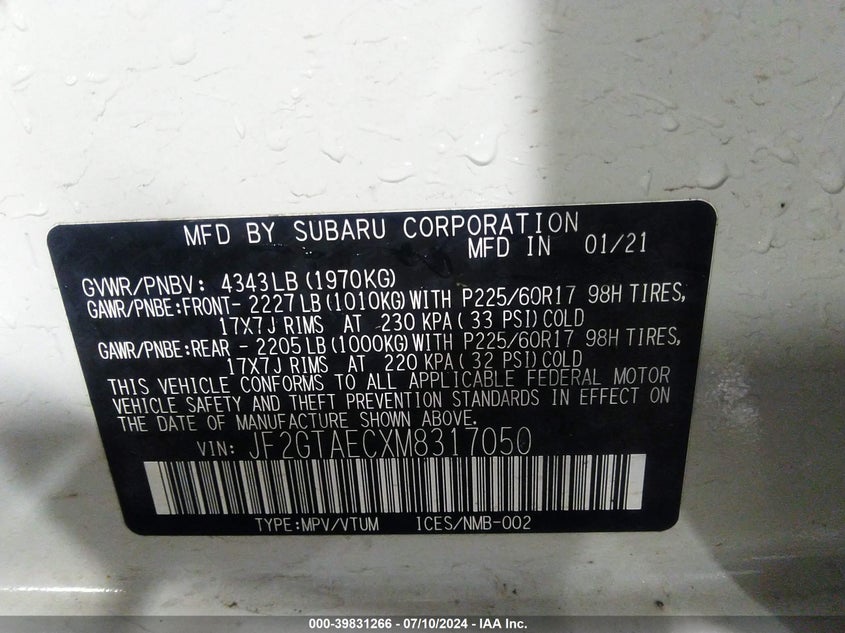 MFD BY SUBARU CORPORATION
MFD IN 01/21
GVWR/PNBV: 4343LB (1970KG)
GAWR/PNBE:FRONT- 2227 LB (1010KG) WITH P225/60R17 98H TIRES,
17X7J RIMS AT 230 KPA ( 33 PSI) COLD
GAWR/PNBE:REAR - 2205 LB (1000KG) WITH P225/60R17 98H TIRES,
17X7J RIMS AT 220 KPA ( 32 PSI) COLD
THIS VEHICLE CONFORMS TO ALL APPLICABLE FEDERAL MOTOR
VEHICLE SAFETY AND THEFT PREVENTION STANDARDS IN EFFECT ON
THE DATE OF MANUFACTURE SHOWN ABOVE.
VIN: JF2GTAECXM8317050
TYPE:MPV/VTUM ICES/NMB-002
000-39831266 - 07/10/2024 - IAA Inc.